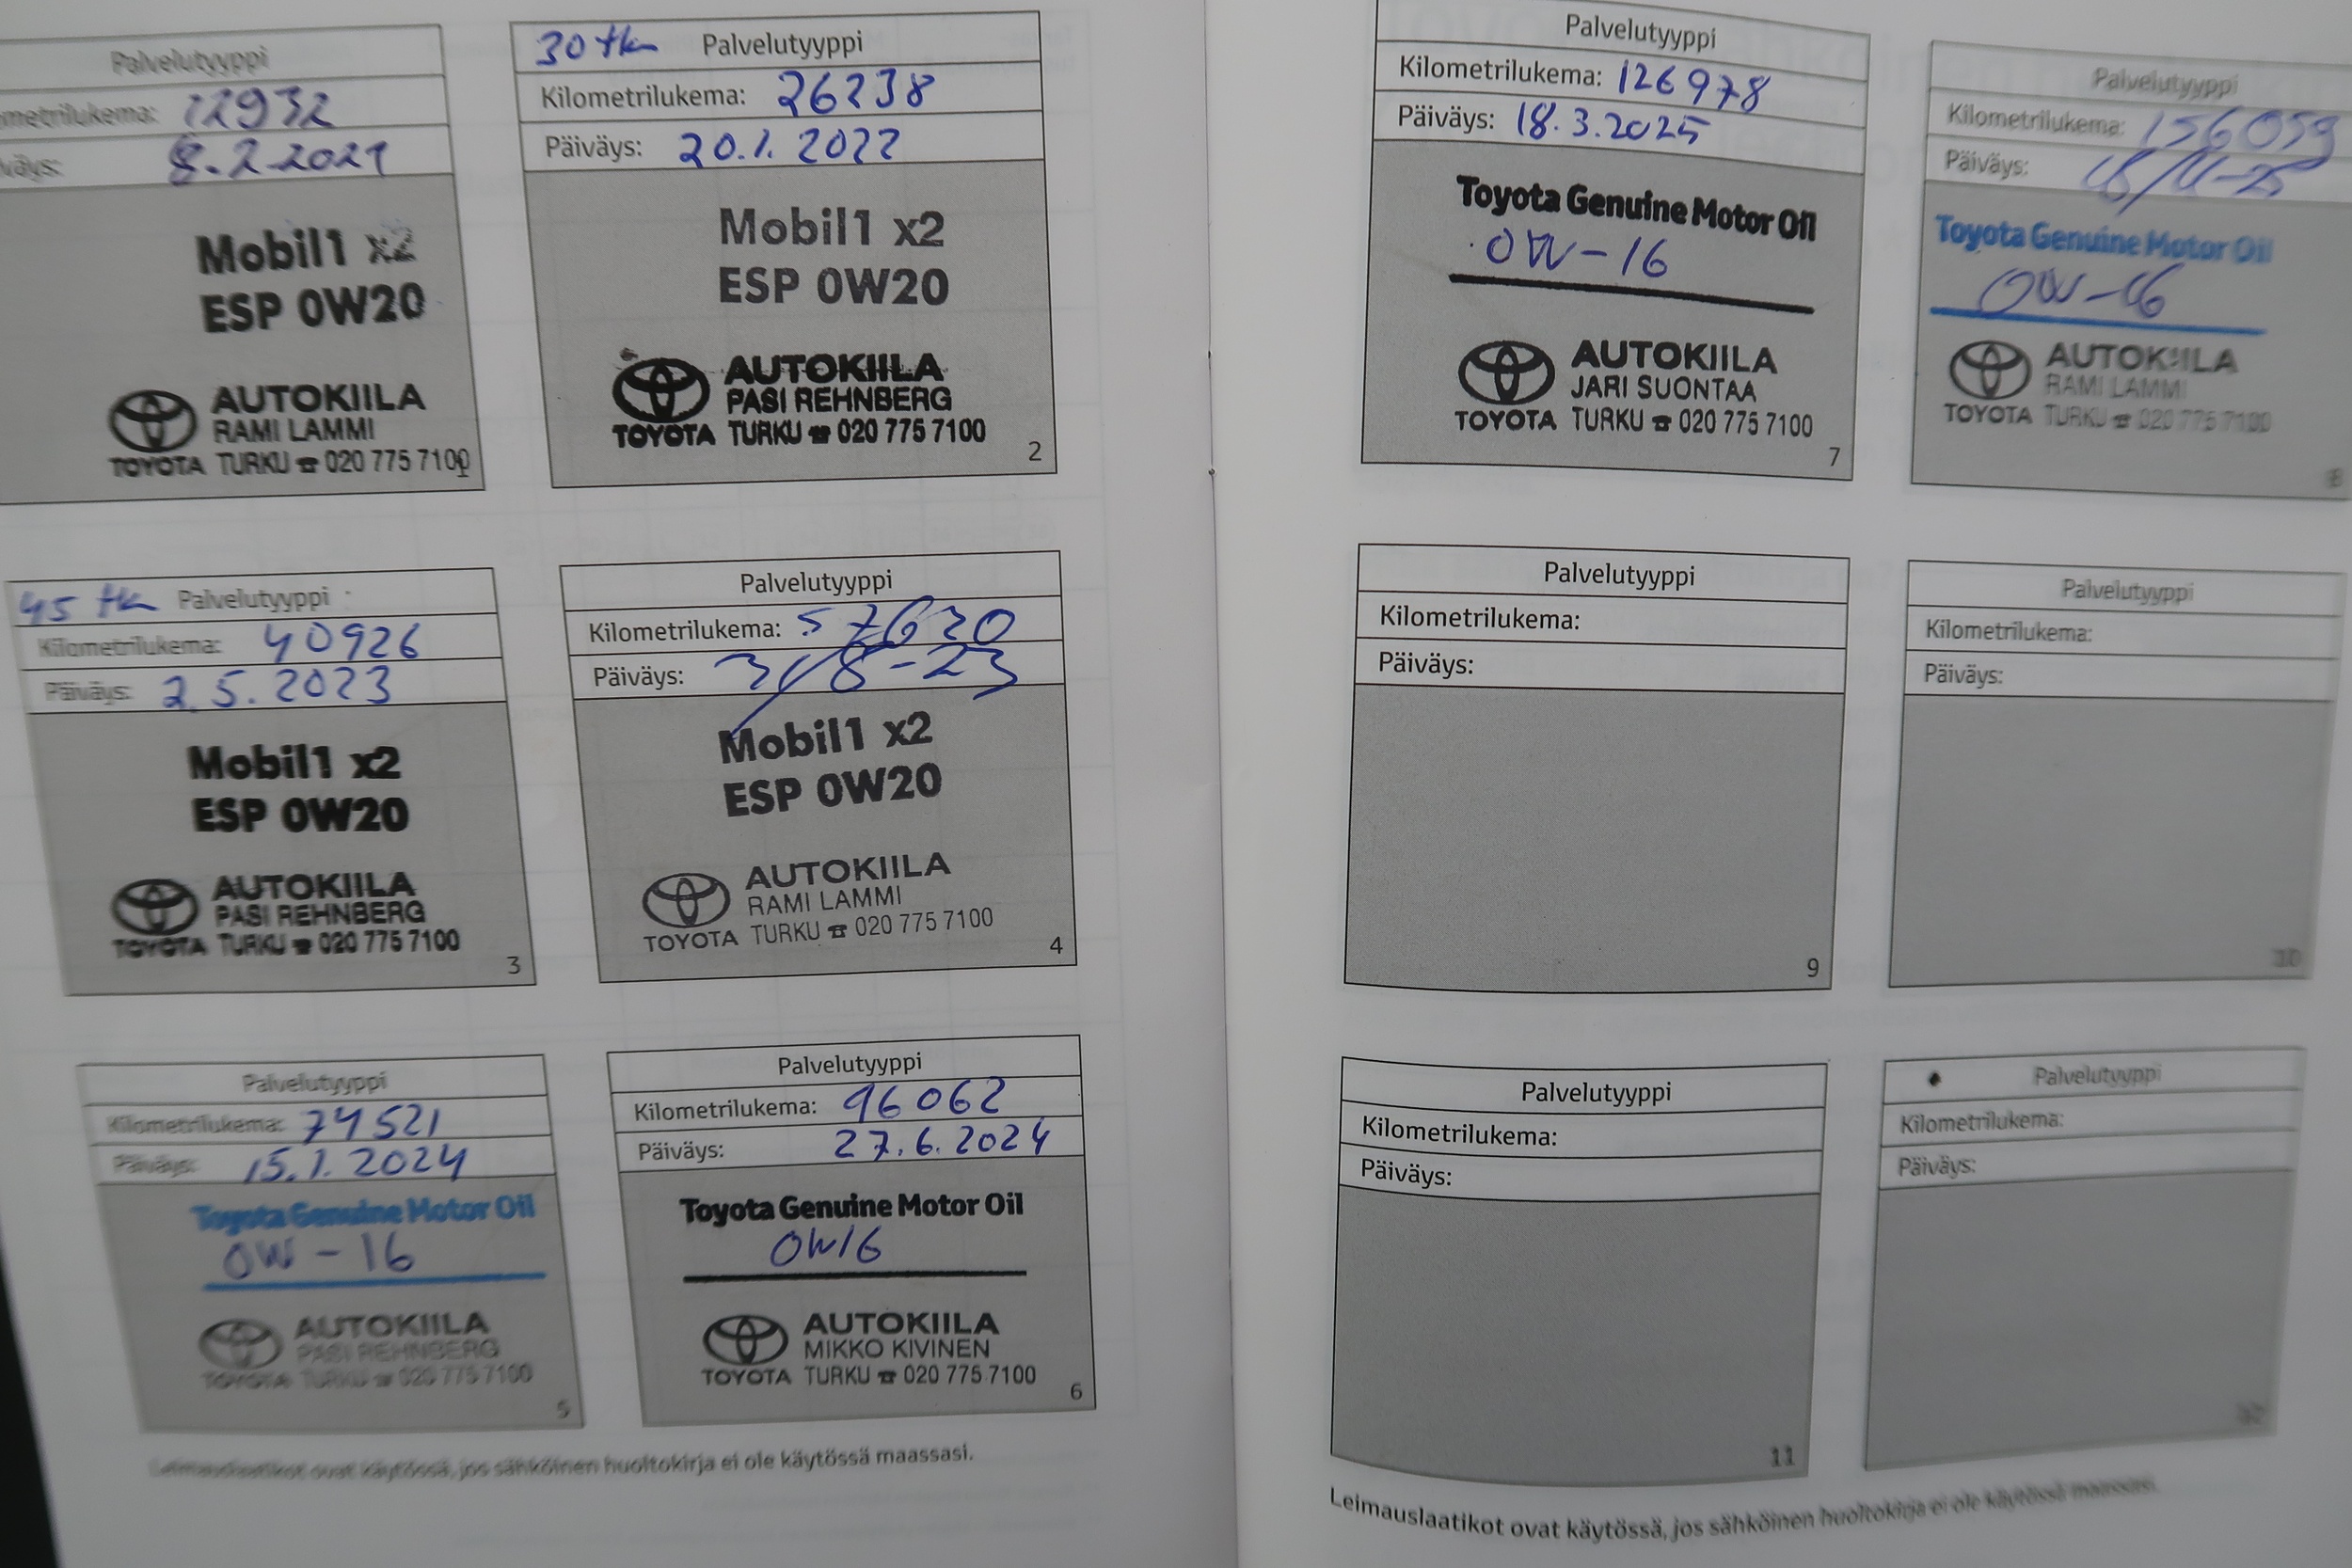 Palvelutyyppi
ometrilukema: 12932
iväys: 8.2.2021
Mobil1 x2
ESP 0W20
AUTOKIILA
RAMI LAMMI
TOYOTA TURKU ☎ 020 775 7100
1
30 tkm Palvelutyyppi
Kilometrilukema: 26238
Päiväys: 20.1.2022
Mobil1 x2
ESP 0W20
AUTOKIILA
PASI REHNBERG
TOYOTA TURKU ☎ 020 775 7100
2
45 tkm Palvelutyyppi
Kilometrilukema: 40926
Päiväys: 2.5.2023
Mobil1 x2
ESP 0W20
AUTOKIILA
PASI REHNBERG
TOYOTA TURKU ☎ 020 775 7100
3
Palvelutyyppi
Kilometrilukema: 57620
Päiväys: 31/8-23
Mobil1 x2
ESP 0W20
AUTOKIILA
RAMI LAMMI
TOYOTA TURKU ☎ 020 775 7100
4
Palvelutyyppi
Kilometrilukema: 74521
Päiväys: 15.1.2024
Toyota Genuine Motor Oil
0W-16
AUTOKIILA
PASI REHNBERG
TOYOTA TURKU ☎ 020 775 7100
5
Palvelutyyppi
Kilometrilukema: 96062
Päiväys: 27.6.2024
Toyota Genuine Motor Oil
0W16
AUTOKIILA
MIKKO KIVINEN
TOYOTA TURKU ☎ 020 775 7100
6
Leimauslaatikot ovat käytössä, jos sähköinen huoltokirja ei ole käytössä maassasi.
Palvelutyyppi
Kilometrilukema: 126978
Päiväys: 18.3.2025
Toyota Genuine Motor Oil
0W-16
AUTOKIILA
JARI SUONTAA
TOYOTA TURKU ☎ 020 775 7100
7
Palvelutyyppi
Kilometrilukema: 156059
Päiväys:
Toyota Genuine Motor Oil
0W-16
AUTOKIILA
RAMI LAMMI
TOYOTA TURKU ☎ 020 775 7100
8
Palvelutyyppi
Kilometrilukema:
Päiväys:
9
Palvelutyyppi
Kilometrilukema:
Päiväys:
10
Palvelutyyppi
Kilometrilukema:
Päiväys:
11
Palvelutyyppi
Kilometrilukema:
Päiväys:
12
Leimauslaatikot ovat käytössä, jos sähköinen huoltokirja ei ole käytössä maassasi.